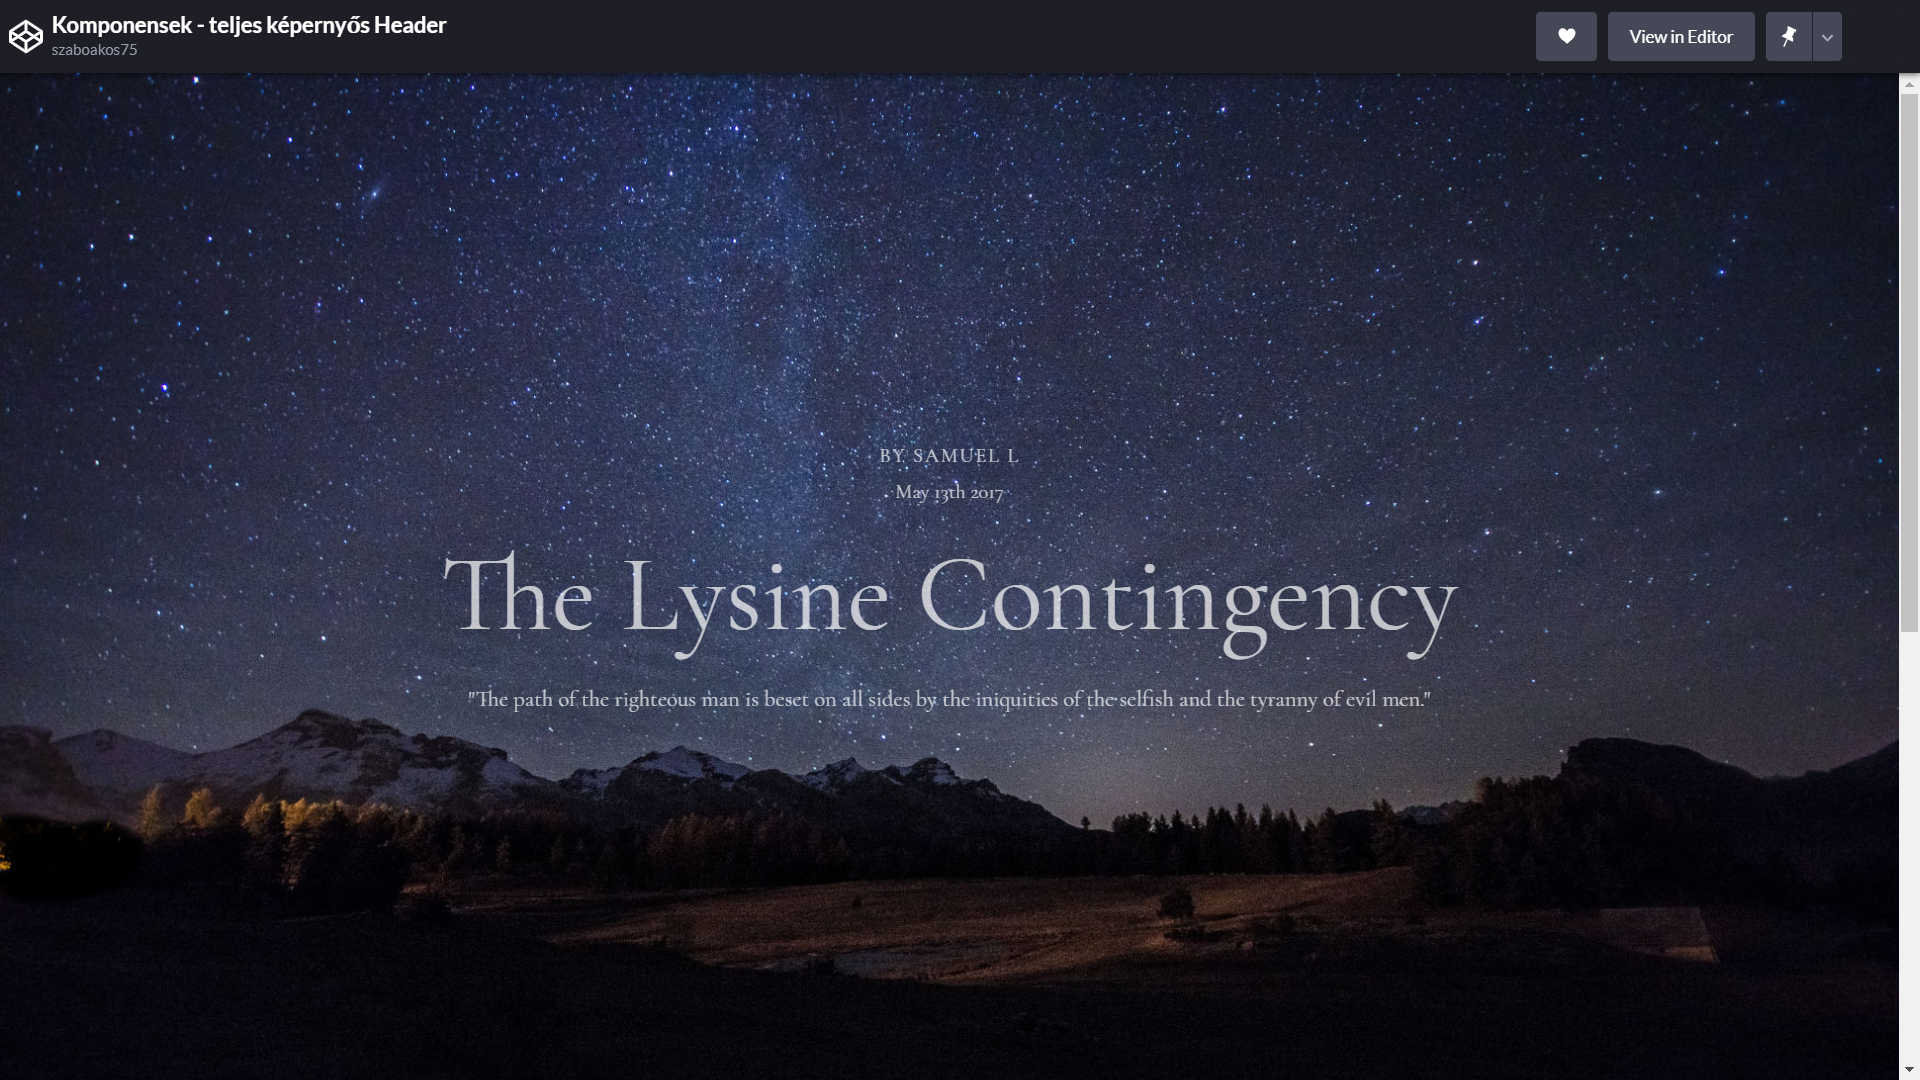 Komponensek - teljes képernyős Header
szaboakos75
View in Editor
BY SAMUEL L
May 13th 2017
The Lysine Contingency
"The path of the righteous man is beset on all sides by the iniquities of the selfish and the tyranny of evil men."